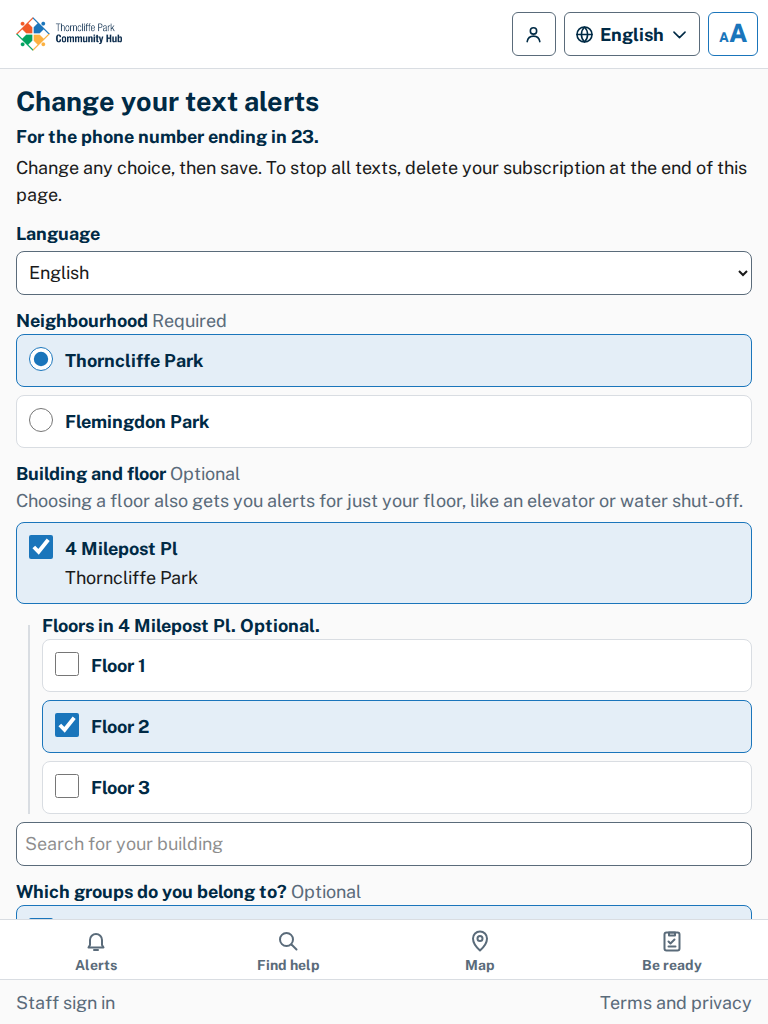 Thorncliffe Park
Community Hub
English
AA
Change your text alerts
For the phone number ending in 23.
Change any choice, then save. To stop all texts, delete your subscription at the end of this
page.
Language
English
Neighbourhood Required
Thorncliffe Park
Flemingdon Park
Building and floor Optional
Choosing a floor also gets you alerts for just your floor, like an elevator or water shut-off.
4 Milepost Pl
Thorncliffe Park
Floors in 4 Milepost Pl. Optional.
Floor 1
Floor 2
Floor 3
Search for your building
Which groups do you belong to? Optional
Alerts
Find help
Map
Be ready
Staff sign in
Terms and privacy